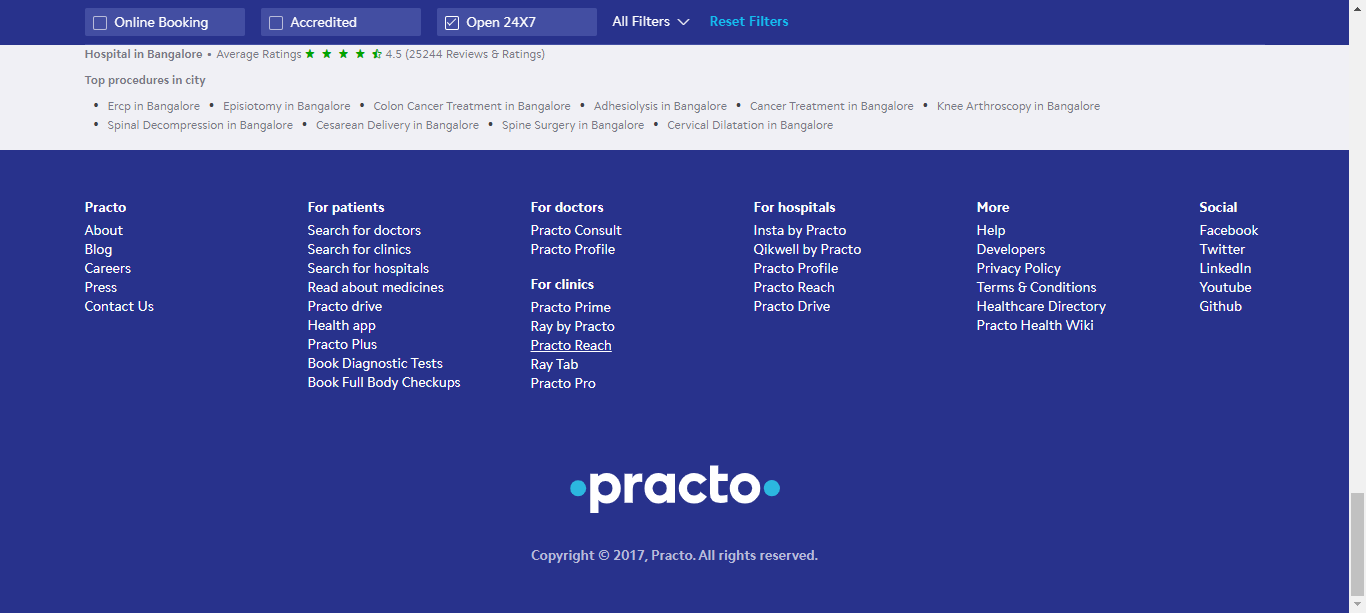 Online Booking Accredited Open 24X7 All Filters Reset Filters
Hospital in Bangalore • Average Ratings ★ ★ ★ ★ 4.5 (25244 Reviews & Ratings)
Top procedures in city
• Ercp in Bangalore • Episiotomy in Bangalore • Colon Cancer Treatment in Bangalore • Adhesiolysis in Bangalore • Cancer Treatment in Bangalore • Knee Arthroscopy in Bangalore
• Spinal Decompression in Bangalore • Cesarean Delivery in Bangalore • Spine Surgery in Bangalore • Cervical Dilatation in Bangalore
Practo
About
Blog
Careers
Press
Contact Us
For patients
Search for doctors
Search for clinics
Search for hospitals
Read about medicines
Practo drive
Health app
Practo Plus
Book Diagnostic Tests
Book Full Body Checkups
For doctors
Practo Consult
Practo Profile
For clinics
Practo Prime
Ray by Practo
Practo Reach
Ray Tab
Practo Pro
For hospitals
Insta by Practo
Qikwell by Practo
Practo Profile
Practo Reach
Practo Drive
More
Help
Developers
Privacy Policy
Terms & Conditions
Healthcare Directory
Practo Health Wiki
Social
Facebook
Twitter
LinkedIn
Youtube
Github
practo
Copyright © 2017, Practo. All rights reserved.